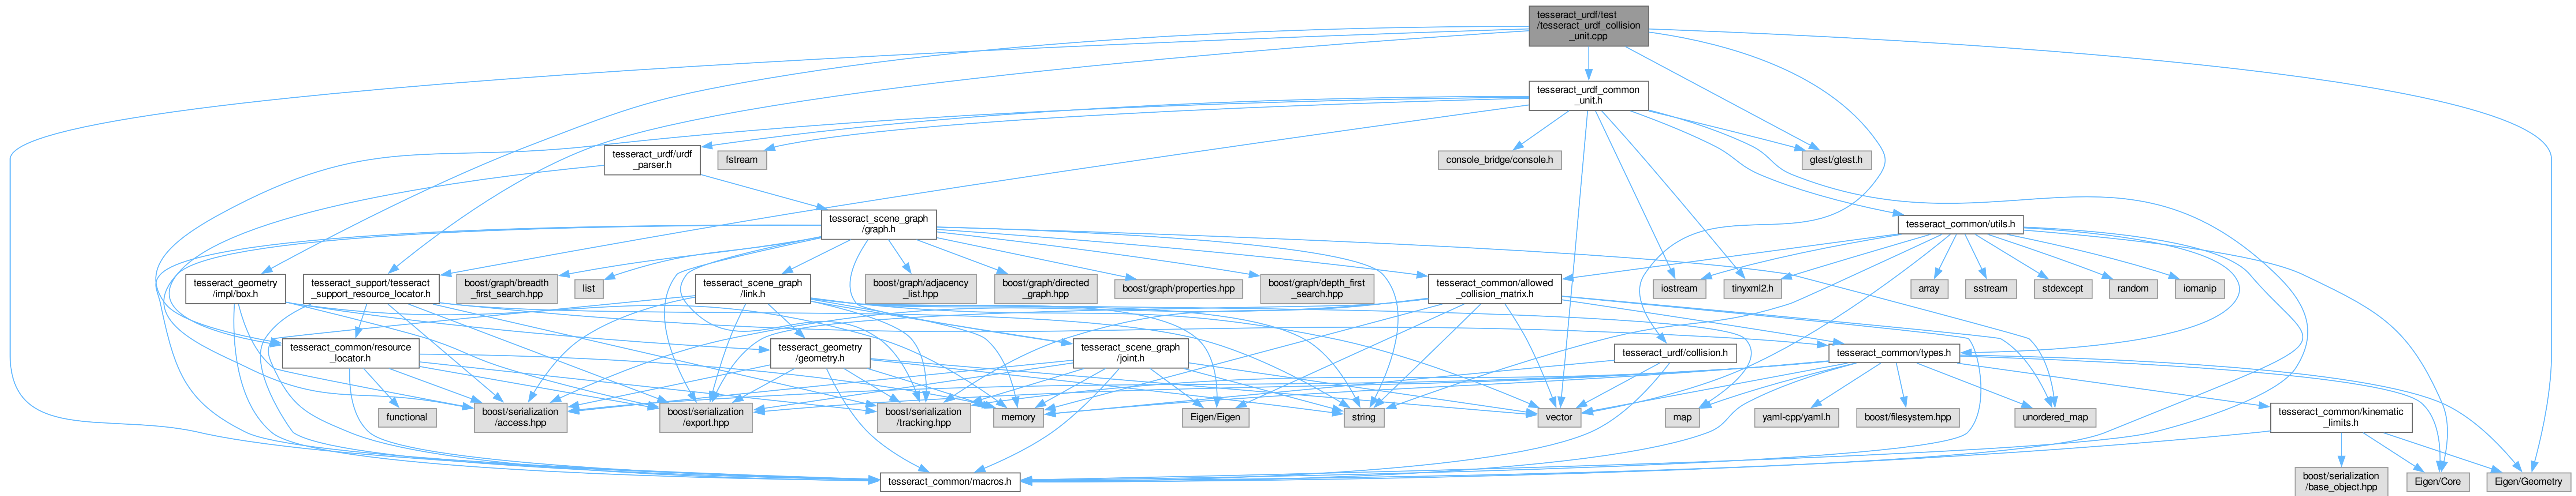 tesseract_urdf/test
/tesseract_urdf_collision
_unit.cpp
tesseract_urdf_common
_unit.h
tesseract_urdf/urdf
_parser.h
fstream
console_bridge/console.h
gtest/gtest.h
tesseract_scene_graph
/graph.h
tesseract_common/utils.h
tesseract_geometry
/impl/box.h
tesseract_support/tesseract
_support_resource_locator.h
boost/graph/breadth
_first_search.hpp
list
tesseract_scene_graph
/link.h
boost/graph/adjacency
_list.hpp
boost/graph/directed
_graph.hpp
boost/graph/properties.hpp
boost/graph/depth_first
_search.hpp
tesseract_common/allowed
_collision_matrix.h
iostream
tinyxml2.h
array
sstream
stdexcept
random
iomanip
tesseract_common/resource
_locator.h
tesseract_geometry
/geometry.h
tesseract_scene_graph
/joint.h
tesseract_urdf/collision.h
tesseract_common/types.h
functional
boost/serialization
/access.hpp
boost/serialization
/export.hpp
boost/serialization
/tracking.hpp
memory
Eigen/Eigen
string
vector
map
yaml-cpp/yaml.h
boost/filesystem.hpp
unordered_map
tesseract_common/kinematic
_limits.h
tesseract_common/macros.h
boost/serialization
/base_object.hpp
Eigen/Core
Eigen/Geometry